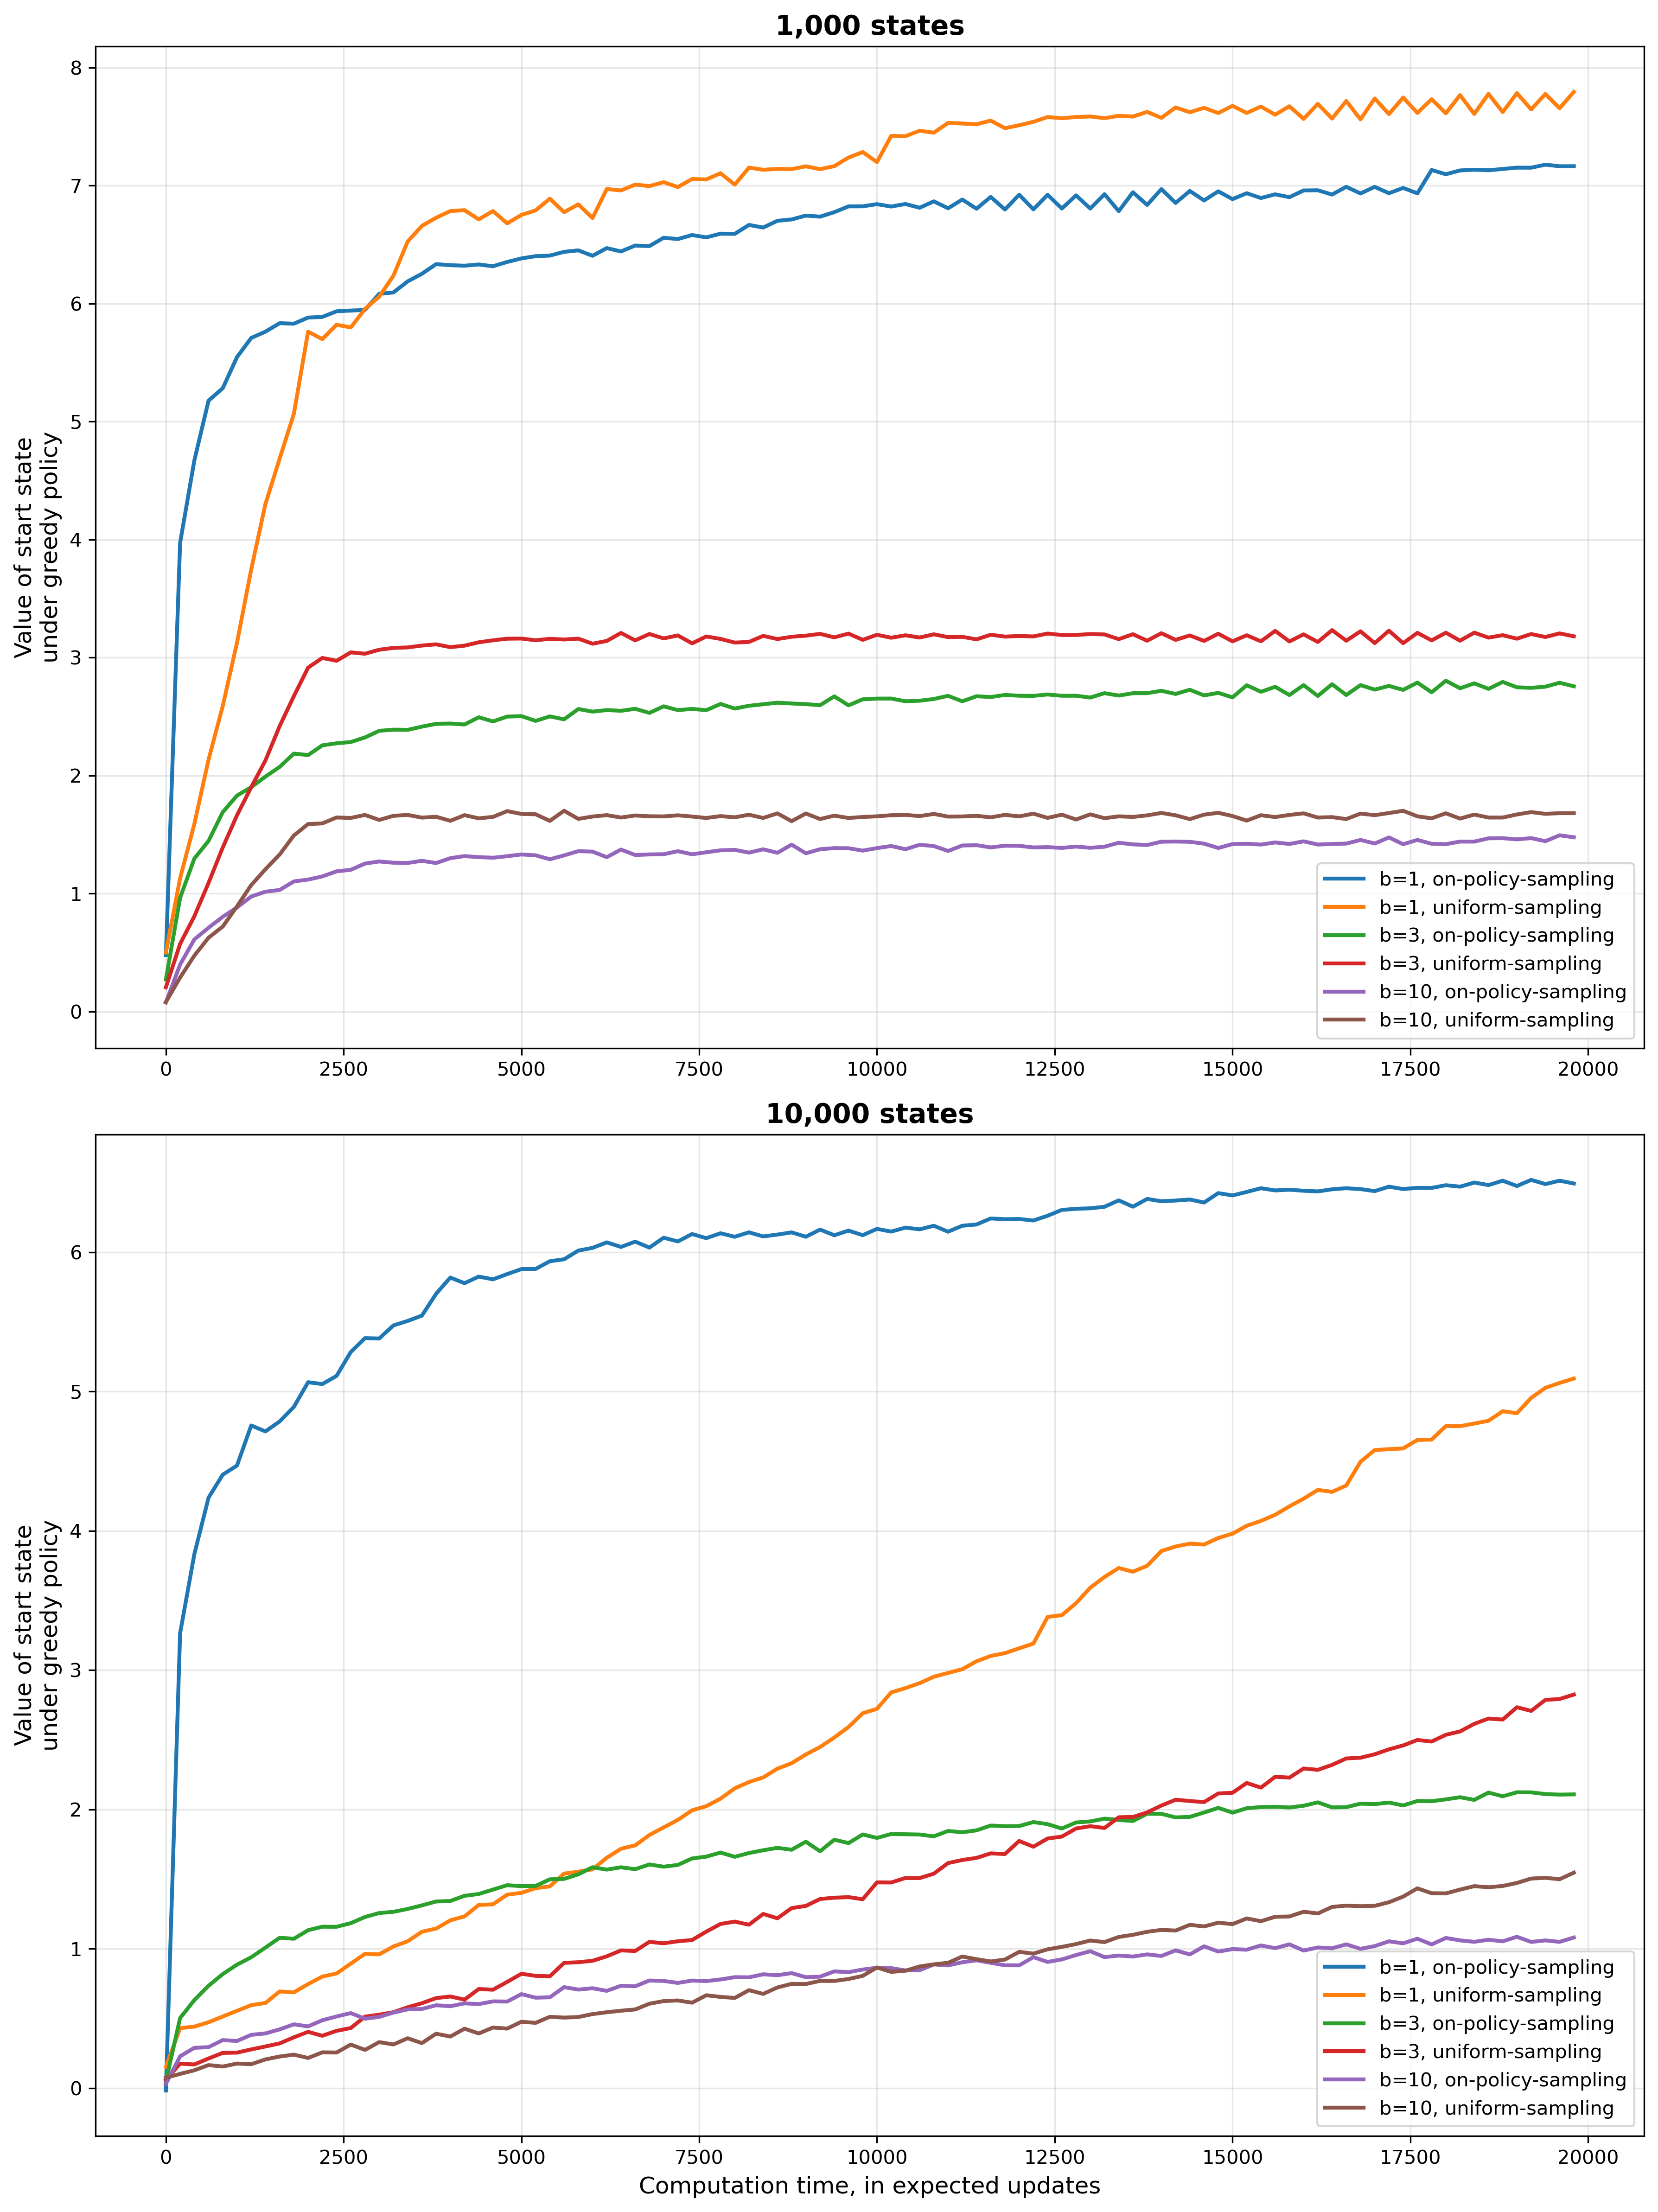 1,000 states
8
7
6
5
4
3
2
1
0
Value of start state
under greedy policy
0 2500 5000 7500 10000 12500 15000 17500 20000
b=1, on-policy-sampling
b=1, uniform-sampling
b=3, on-policy-sampling
b=3, uniform-sampling
b=10, on-policy-sampling
b=10, uniform-sampling
10,000 states
6
5
4
3
2
1
0
Value of start state
under greedy policy
0 2500 5000 7500 10000 12500 15000 17500 20000
b=1, on-policy-sampling
b=1, uniform-sampling
b=3, on-policy-sampling
b=3, uniform-sampling
b=10, on-policy-sampling
b=10, uniform-sampling
Computation time, in expected updates